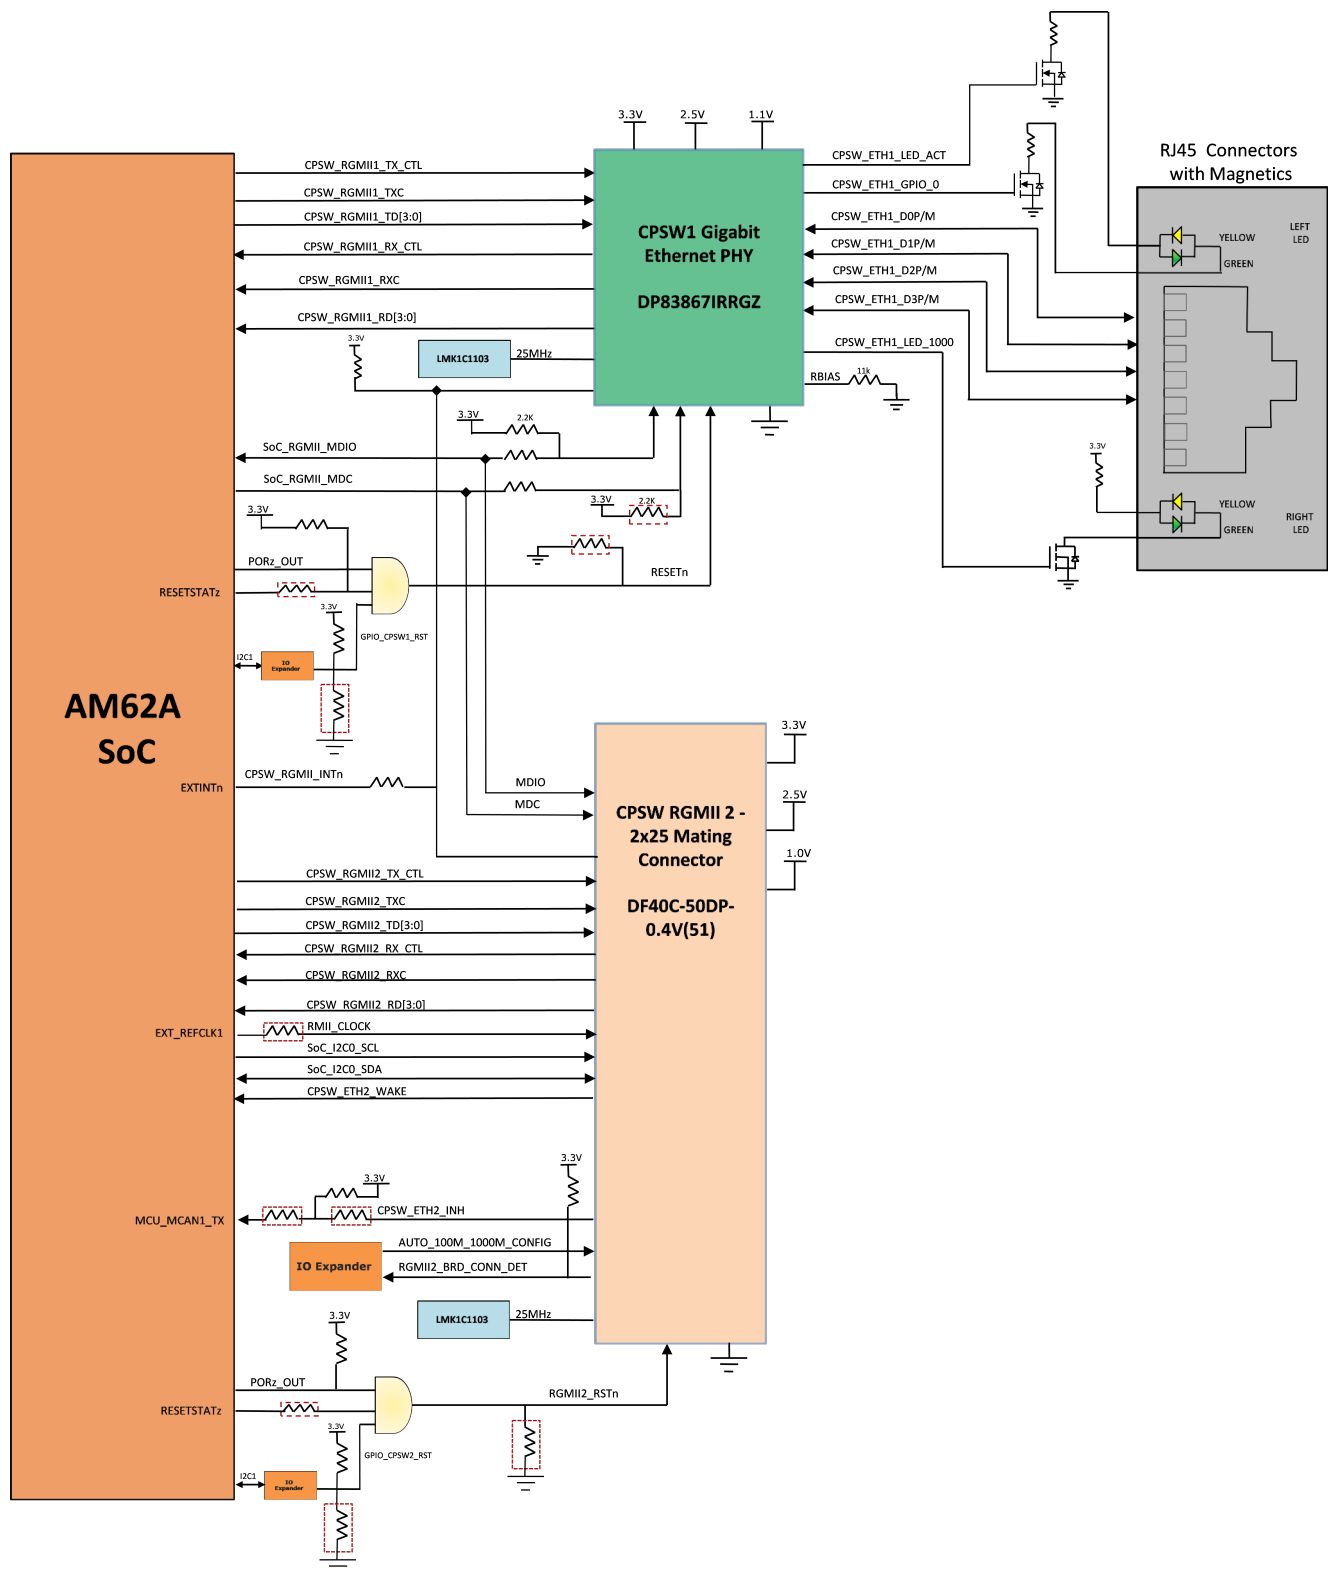 RJ45 Connectors
with Magnetics
LEFT
LED
YELLOW
GREEN
3.3V
YELLOW
GREEN
RIGHT
LED
3.3V
2.5V
1.1V
CPSW1 Gigabit
Ethernet PHY
DP83867IRRGZ
CPSW_ETH1_LED_ACT
CPSW_ETH1_GPIO_0
CPSW_ETH1_D0P/M
CPSW_ETH1_D1P/M
CPSW_ETH1_D2P/M
CPSW_ETH1_D3P/M
CPSW_ETH1_LED_1000
RBIAS
11k
CPSW_RGMII1_TX_CTL
CPSW_RGMII1_TXC
CPSW_RGMII1_TD[3:0]
CPSW_RGMII1_RX_CTL
CPSW_RGMII1_RXC
CPSW_RGMII1_RD[3:0]
3.3V
LMK1C1103
25MHz
3.3V
2.2K
SoC_RGMII_MDIO
SoC_RGMII_MDC
3.3V
2.2K
3.3V
PORz_OUT
RESETSTATz
RESETn
3.3V
GPIO_CPSW1_RST
I2C1
IO
Expander
AM62A
SoC
CPSW_RGMII_INTn
EXTINTn
MDIO
MDC
CPSW RGMII 2 -
2x25 Mating
Connector
DF40C-50DP-
0.4V(51)
3.3V
2.5V
1.0V
CPSW_RGMII2_TX_CTL
CPSW_RGMII2_TXC
CPSW_RGMII2_TD[3:0]
CPSW_RGMII2_RX_CTL
CPSW_RGMII2_RXC
CPSW_RGMII2_RD[3:0]
EXT_REFCLK1
RMII_CLOCK
SoC_I2C0_SCL
SoC_I2C0_SDA
CPSW_ETH2_WAKE
3.3V
3.3V
MCU_MCAN1_TX
CPSW_ETH2_INH
AUTO_100M_1000M_CONFIG
IO Expander
RGMII2_BRD_CONN_DET
LMK1C1103
25MHz
3.3V
PORz_OUT
RESETSTATz
RGMII2_RSTn
3.3V
GPIO_CPSW2_RST
I2C1
IO
Expander